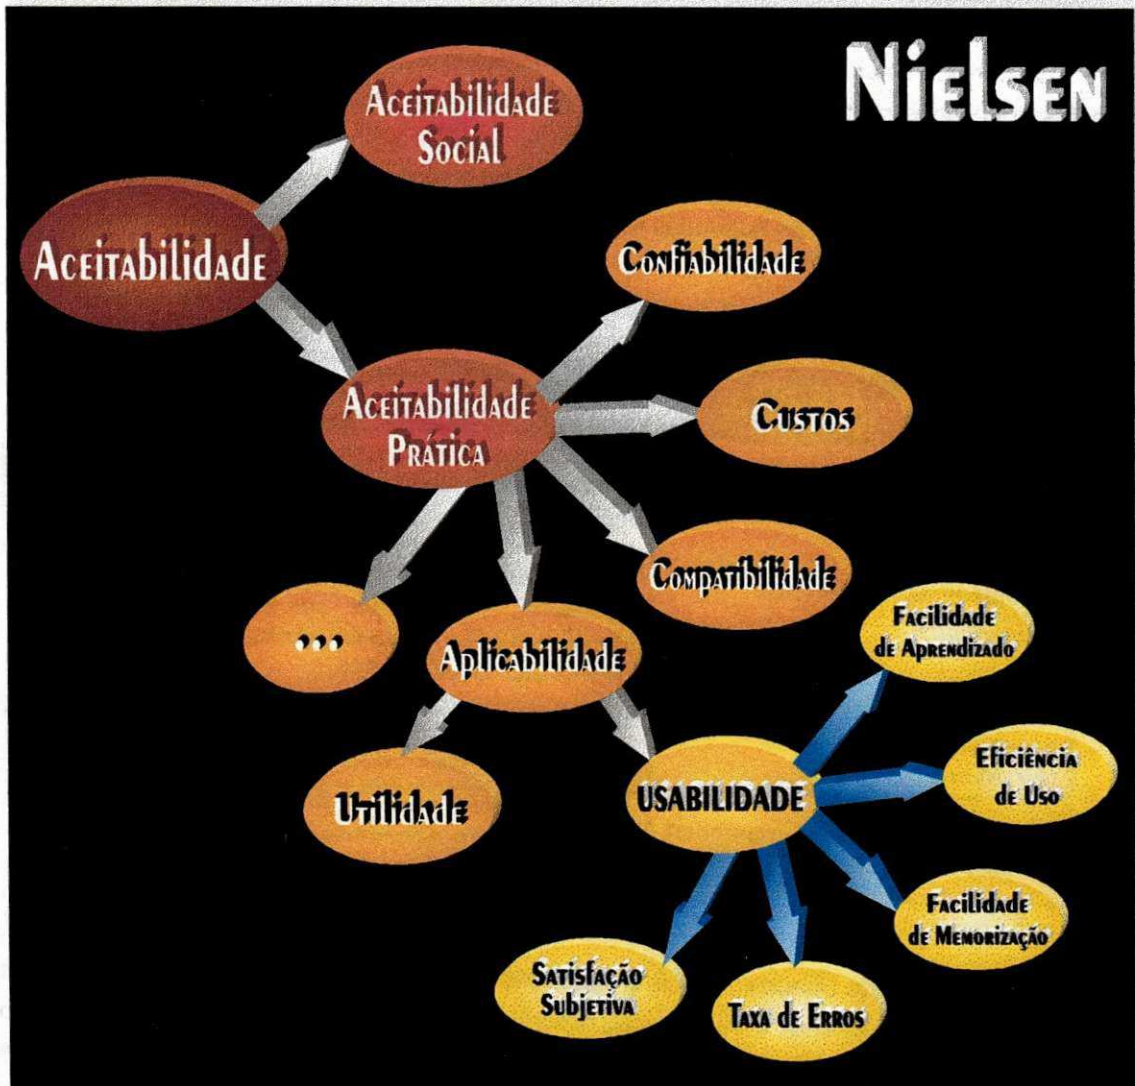 Nielsen
Aceitabilidade
Social
Aceitabilidade
Confiabilidade
Aceitabilidade
Prática
Custos
Compatibilidade
...
Aplicabilidade
Facilidade
de Aprendizado
Utilidade
USABILIDADE
Eficiência
de Uso
Facilidade
de Memorização
Satisfação
Subjetiva
Taxa de Erros